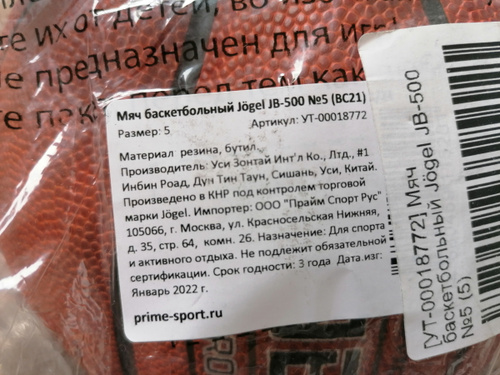 те их от детей, во из
не предназначен для игр
те пак перед тем как
Мяч баскетбольный Jögel JB-500 №5 (BC21)
Размер: 5 Артикул: УТ-00018772
Материал резина, бутил
Производитель: Уси Зонтай Инт'л Ко., Лтд., #1
Инбин Роад, Дун Тин Таун, Сишань, Уси, Китай.
Произведено в КНР под контролем торговой
марки Jögel. Импортер: ООО "Прайм Спорт Рус"
105066, г. Москва, ул. Красносельская Нижняя,
д. 35, стр. 64, комн. 26. Назначение: Для спорта
и активного отдыха. Не подлежит обязательной
сертификации. Срок годности: 3 года Дата.изг:
Январь 2022 г.
prime-sport.ru
[УТ-00018772] Мяч
баскетбольный Jögel JB-500
№5 (5)